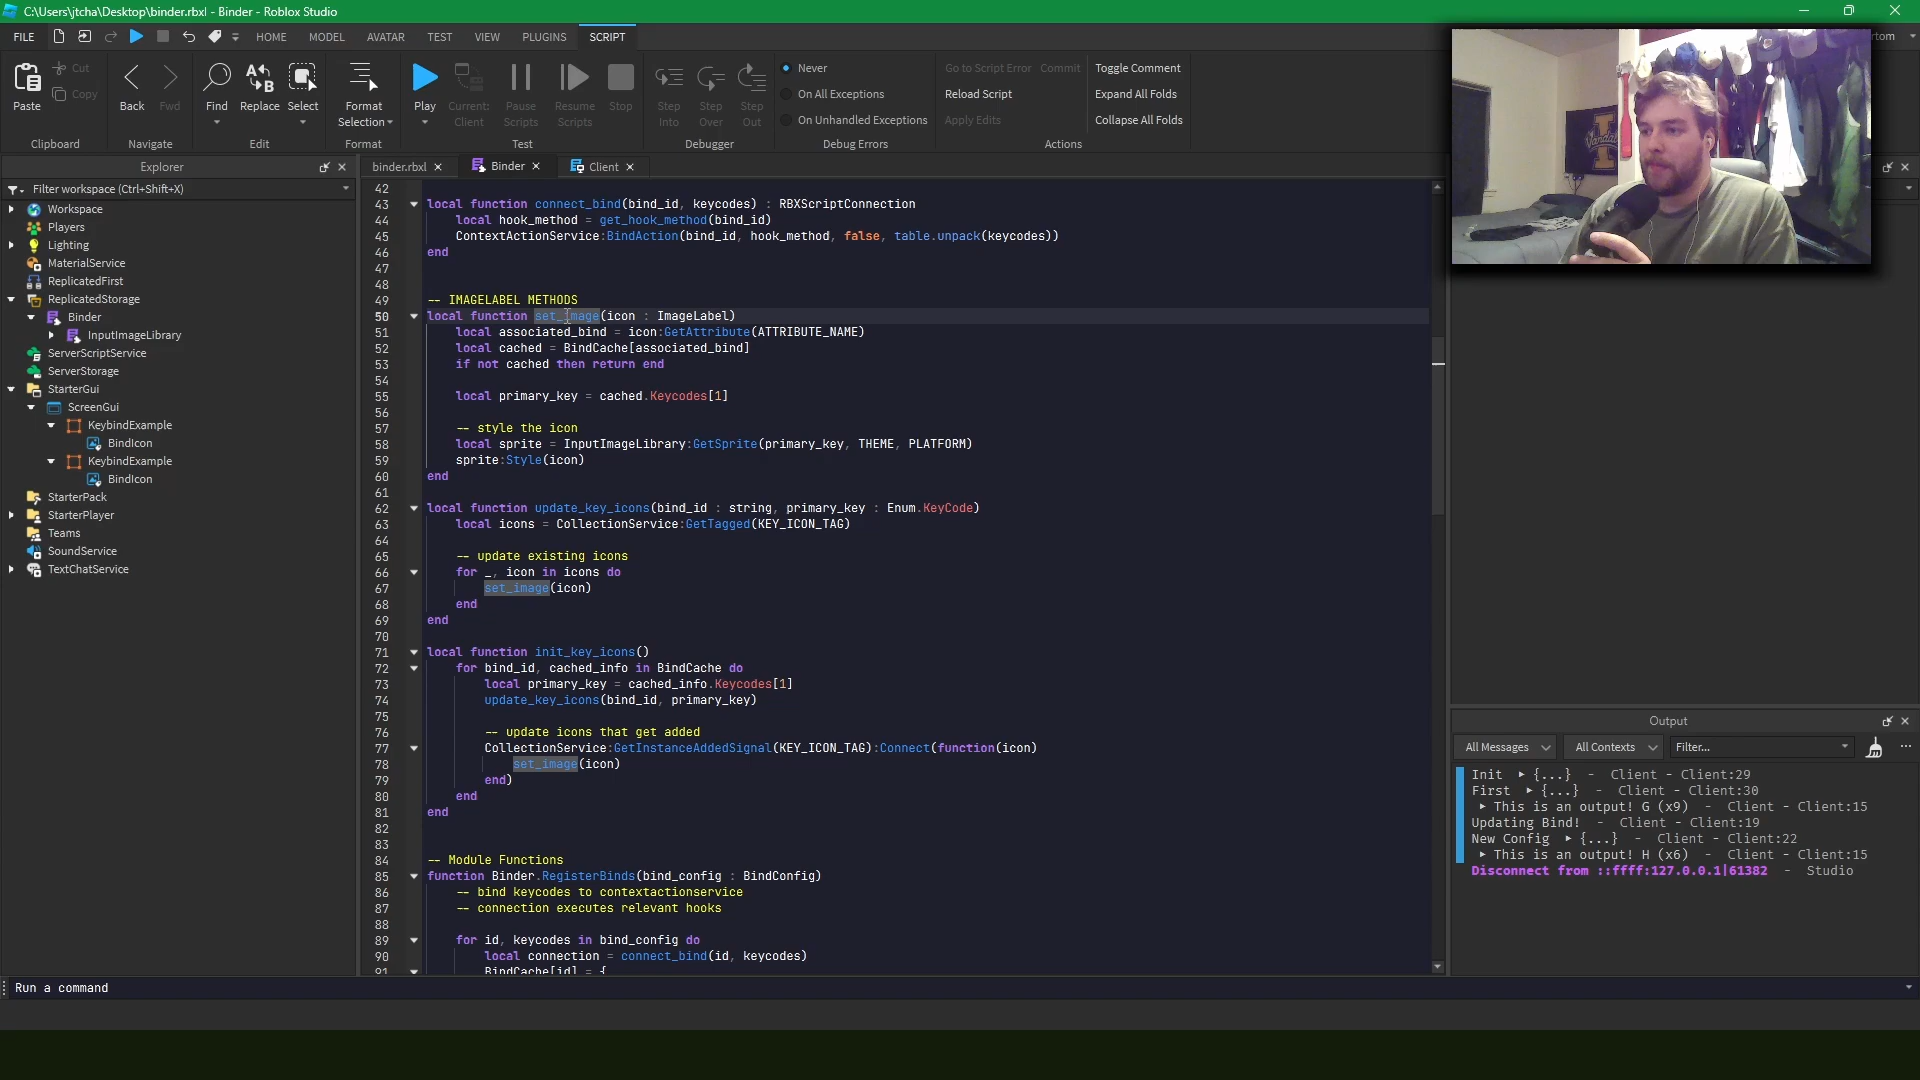 C:\Users\jtcha\Desktop\binder.rbxl - Binder - Roblox Studio
FILE HOME MODEL AVATAR TEST VIEW PLUGINS SCRIPT
Paste Cut Copy Back Fwd Find Replace Select Format Selection Play Current: Client Pause Scripts Resume Scripts Stop Step Into Step Over Step Out
Never
On All Exceptions
On Unhandled Exceptions
Go to Script Error Commit Toggle Comment
Reload Script Expand All Folds
Apply Edits Collapse All Folds
Clipboard Navigate Edit Format Test Debugger Debug Errors Actions
Explorer
Filter workspace (Ctrl+Shift+X)
Workspace
Players
Lighting
MaterialService
ReplicatedFirst
ReplicatedStorage
Binder
InputImageLibrary
ServerScriptService
ServerStorage
StarterGui
ScreenGui
KeybindExample
BindIcon
KeybindExample
BindIcon
StarterPack
StarterPlayer
Teams
SoundService
TextChatService
binder.rbxl Binder Client
42
43 local function connect_bind(bind_id, keycodes) : RBXScriptConnection
44 local hook_method = get_hook_method(bind_id)
45 ContextActionService:BindAction(bind_id, hook_method, false, table.unpack(keycodes))
46 end
47
48
49 -- IMAGELABEL METHODS
50 local function set_image(icon : ImageLabel)
51 local associated_bind = icon:GetAttribute(ATTRIBUTE_NAME)
52 local cached = BindCache[associated_bind]
53 if not cached then return end
54
55 local primary_key = cached.Keycodes[1]
56
57 -- style the icon
58 local sprite = InputImageLibrary:GetSprite(primary_key, THEME, PLATFORM)
59 sprite:Style(icon)
60 end
61
62 local function update_key_icons(bind_id : string, primary_key : Enum.KeyCode)
63 local icons = CollectionService:GetTagged(KEY_ICON_TAG)
64
65 -- update existing icons
66 for _, icon in icons do
67 set_image(icon)
68 end
69 end
70
71 local function init_key_icons()
72 for bind_id, cached_info in BindCache do
73 local primary_key = cached_info.Keycodes[1]
74 update_key_icons(bind_id, primary_key)
75
76 -- update icons that get added
77 CollectionService:GetInstanceAddedSignal(KEY_ICON_TAG):Connect(function(icon)
78 set_image(icon)
79 end)
80 end
81 end
82
83
84 -- Module Functions
85 function Binder.RegisterBinds(bind_config : BindConfig)
86 -- bind keycodes to contextactionservice
87 -- connection executes relevant hooks
88
89 for id, keycodes in bind_config do
90 local connection = connect_bind(id, keycodes)
91 BindCache[id] = {
Output
All Messages All Contexts Filter...
Init ▸ {...} - Client - Client:29
First ▸ {...} - Client - Client:30
▸ This is an output! G (x9) - Client - Client:15
Updating Bind! - Client - Client:19
New Config ▸ {...} - Client - Client:22
▸ This is an output! H (x6) - Client - Client:15
Disconnect from ::ffff:127.0.0.1|61382 - Studio
Run a command